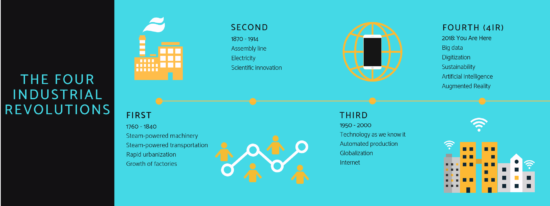 THE FOUR
INDUSTRIAL
REVOLUTIONS
FIRST
1760 - 1840
Steam-powered machinery
Steam-powered transportation
Rapid urbanization
Growth of factories
SECOND
1870 - 1914
Assembly line
Electricity
Scientific innovation
THIRD
1950 - 2000
Technology as we know it
Automated production
Globalization
Internet
FOURTH (4IR)
2018: You Are Here
Big data
Digitization
Sustainability
Artificial Intelligence
Augmented Reality